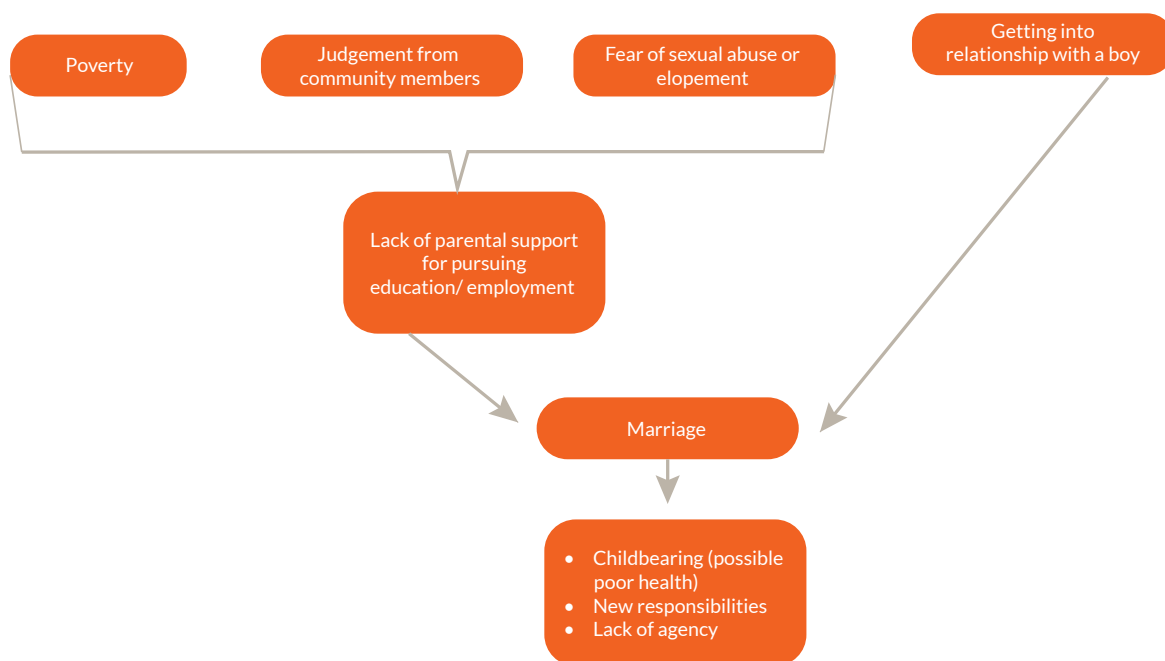 Poverty
Judgement from
community members
Fear of sexual abuse or
elopement
Getting into
relationship with a boy
Lack of parental support
for pursuing
education/ employment
Marriage
• Childbearing (possible
poor health)
• New responsibilities
• Lack of agency